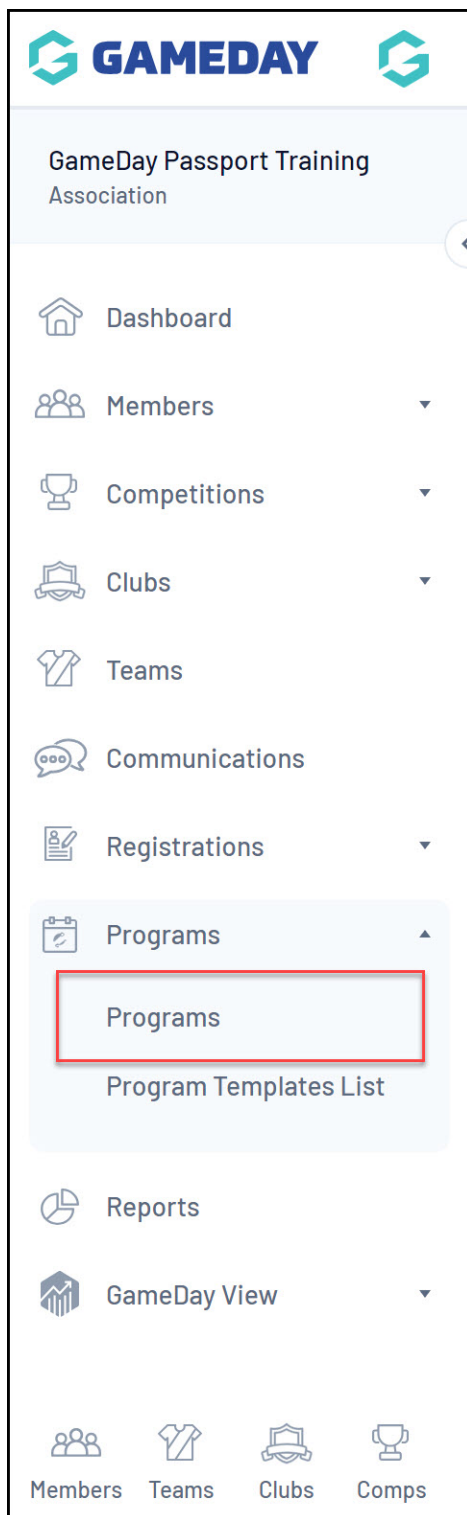 GAMEDAY
GameDay Passport Training
Association
Dashboard
Members
Competitions
Clubs
Teams
Communications
Registrations
Programs
Programs
Program Templates List
Reports
GameDay View
Members Teams Clubs Comps